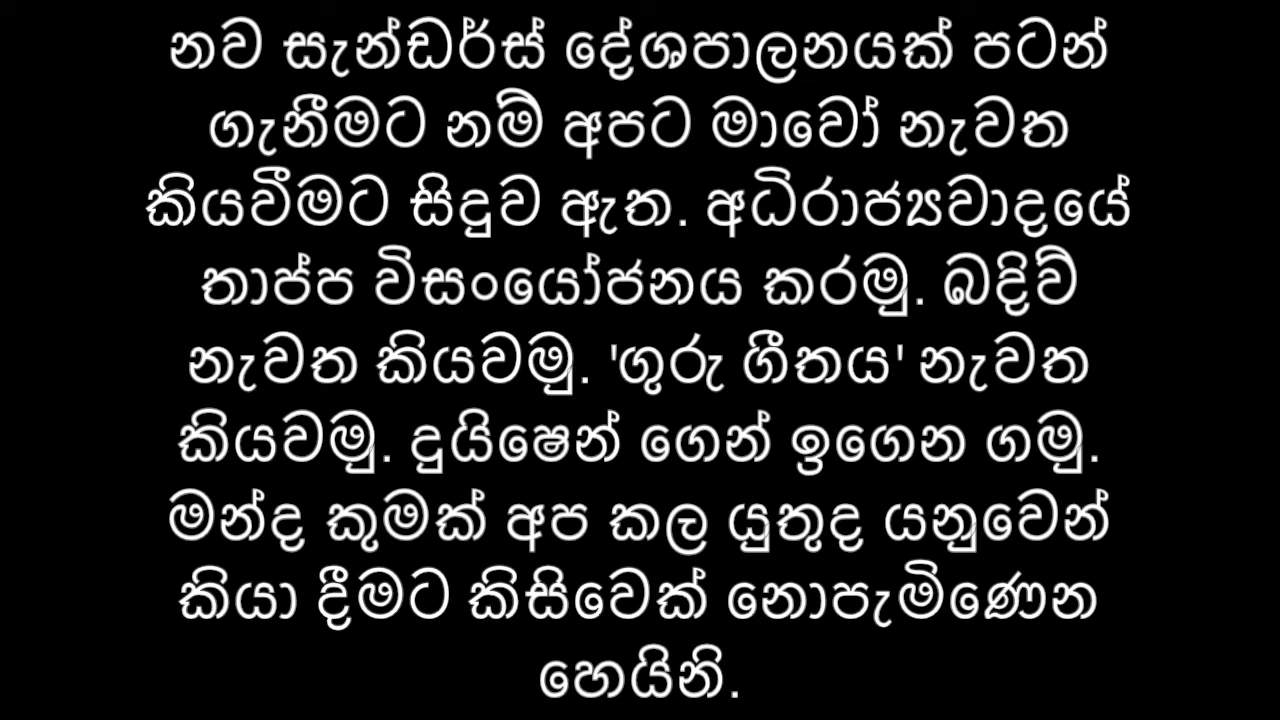 නව සැන්ඩර්ස් දේශපාලනයක් පටන්
ගැනීමට නම් අපට මාවෝ නැවත
කියවීමට සිදුව ඇත. අධිරාජ්‍යවාදයේ
තාප්ප විසංයෝජනය කරමු. බදිව්
නැවත කියවමු. 'ගුරු ගීතය' නැවත
කියවමු. දුයිෂෙන් ගෙන් ඉගෙන ගමු.
මන්ද කුමක් අප කල යුතුද යනුවෙන්
කියා දීමට කිසිවෙක් නොපැමිණෙන
හෙයිනි.